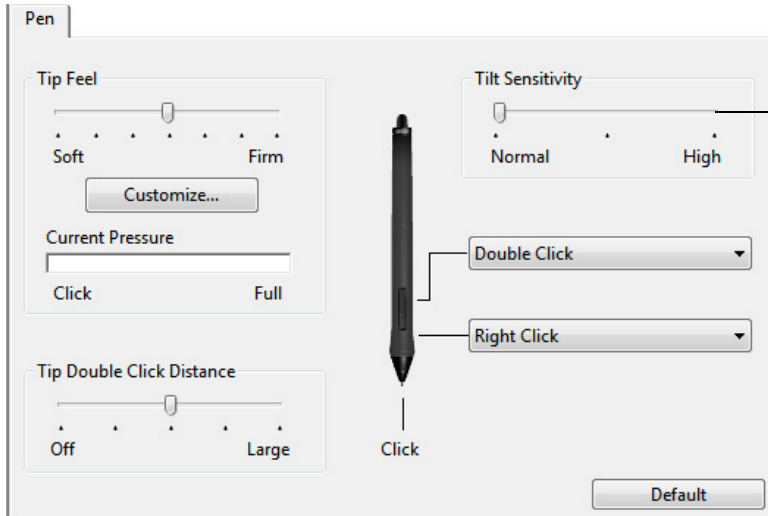 Pen
Tip Feel
Soft Firm
Customize...
Current Pressure
Click Full
Tip Double Click Distance
Off Large
Click
Tilt Sensitivity
Normal High
Double Click
Right Click
Default